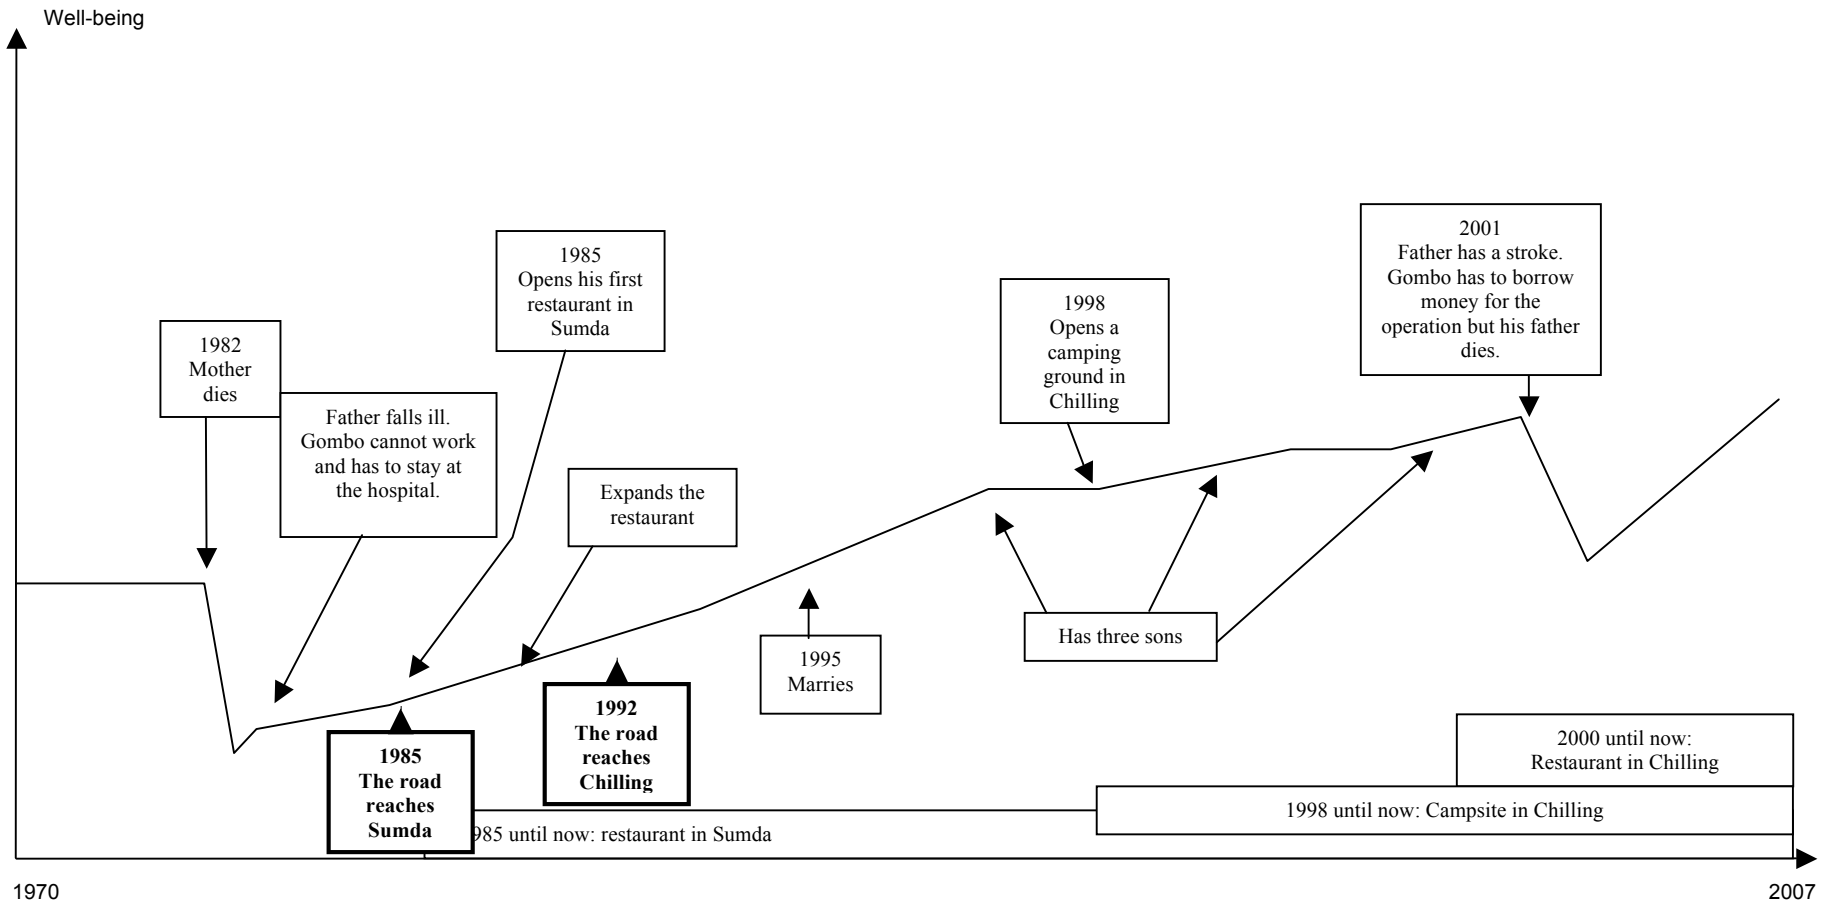 Well-being
1982
Mother
dies
Father falls ill.
Gombo cannot work
and has to stay at
the hospital.
1985
Opens his first
restaurant in
Sumda
Expands the
restaurant
1998
Opens a
camping
ground in
Chilling
2001
Father has a stroke.
Gombo has to borrow
money for the
operation but his father
dies.
1985
The road
reaches
Sumda
1992
The road
reaches
Chilling
1995
Marries
Has three sons
2000 until now:
Restaurant in Chilling
1998 until now: Campsite in Chilling
985 until now: restaurant in Sumda
1970
2007